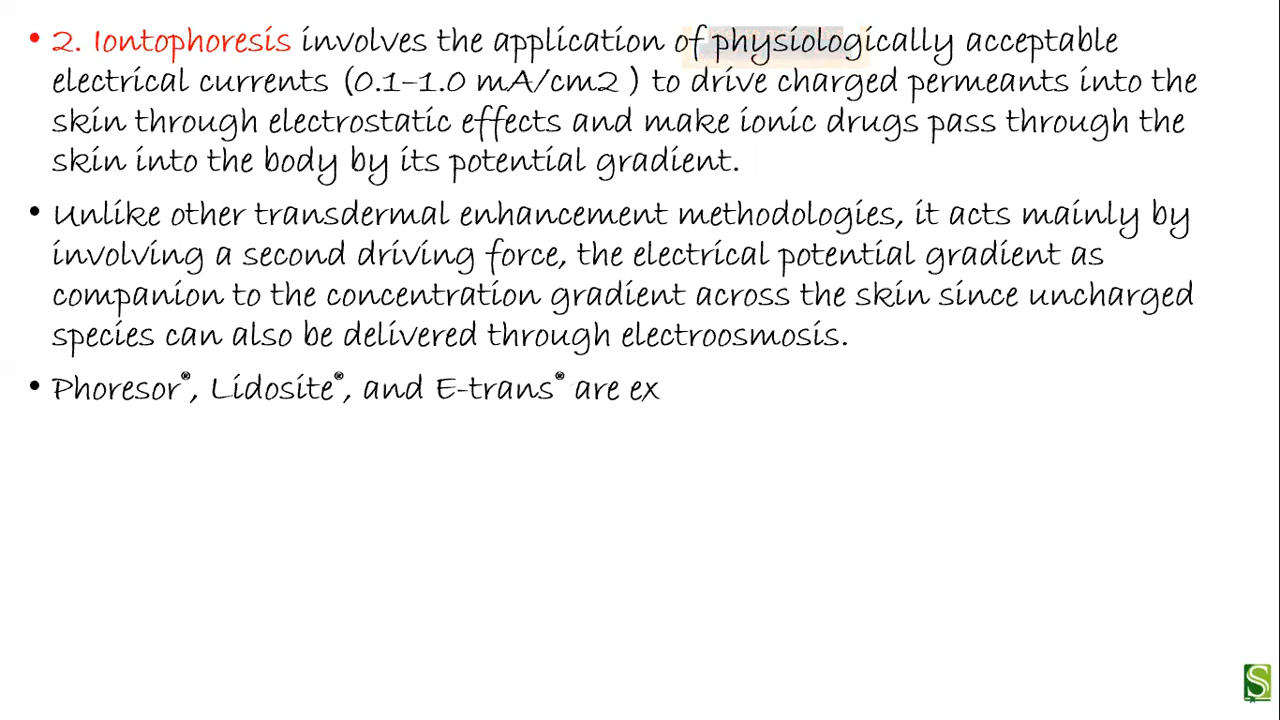 • 2. Iontophoresis involves the application of physiologically acceptable
electrical currents (0.1–1.0 mA/cm2 ) to drive charged permeants into the
skin through electrostatic effects and make ionic drugs pass through the
skin into the body by its potential gradient.
• Unlike other transdermal enhancement methodologies, it acts mainly by
involving a second driving force, the electrical potential gradient as
companion to the concentration gradient across the skin since uncharged
species can also be delivered through electroosmosis.
• Phoresor®, Lidosite®, and E-trans® are ex
S